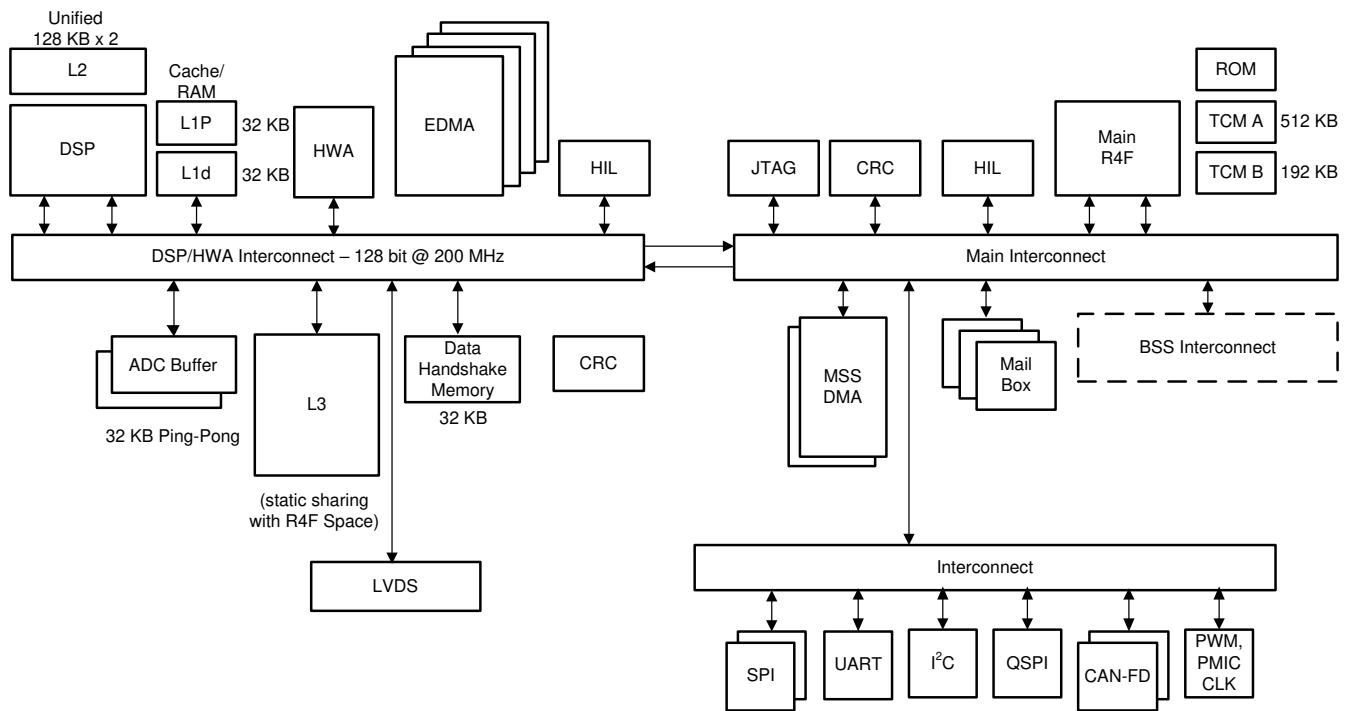 Unified
128 KB x 2
L2
Cache/
RAM
DSP
L1P
32 KB
L1d
32 KB
HWA
EDMA
HIL
JTAG
CRC
HIL
Main
R4F
ROM
TCM A
512 KB
TCM B
192 KB
DSP/HWA Interconnect – 128 bit @ 200 MHz
Main Interconnect
ADC Buffer
32 KB Ping-Pong
L3
(static sharing
with R4F Space)
Data
Handshake
Memory
32 KB
CRC
LVDS
MSS
DMA
Mail
Box
BSS Interconnect
Interconnect
SPI
UART
I²C
QSPI
CAN-FD
PWM,
PMIC
CLK